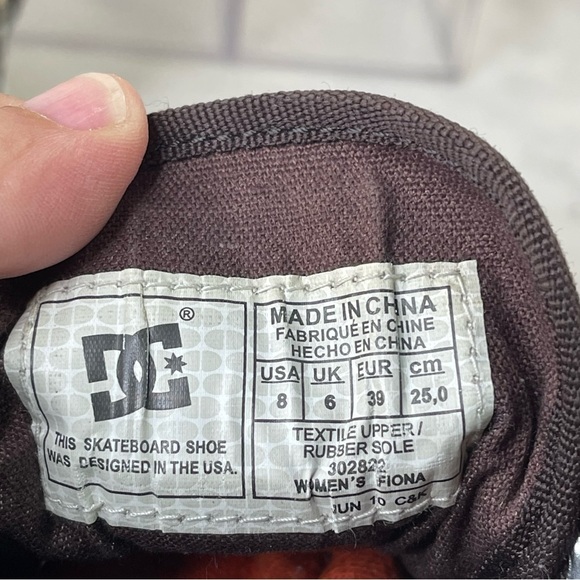 DC
®
THIS SKATEBOARD SHOE
WAS DESIGNED IN THE USA.
MADE IN CHINA
FABRIQUÉ EN CHINE
HECHO EN CHINA
USA UK EUR cm
8 6 39 25,0
TEXTILE UPPER/
RUBBER SOLE
302822
WOMEN'S FIONA
JUN 10 C&K